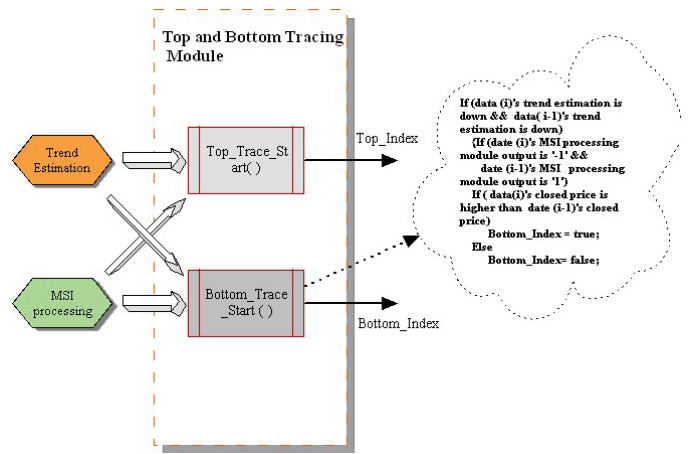 Top and Bottom Tracing
Module
Trend
Estimation
MSI
processing
Top_Trace_St
art( )
Bottom_Trace
_Start ( )
Top_Index
Bottom_Index
If (data (i)'s trend estimation is
down && data( i-1)'s trend
estimation is down)
{If (date (i)'s MSI processing
module output is '-1' &&
date (i-1)'s MSI processing
module output is '1')
If ( data(i)'s closed price is
higher than date (i-1)'s closed
price)
Bottom_Index = true;
Else
Bottom_Index= false;